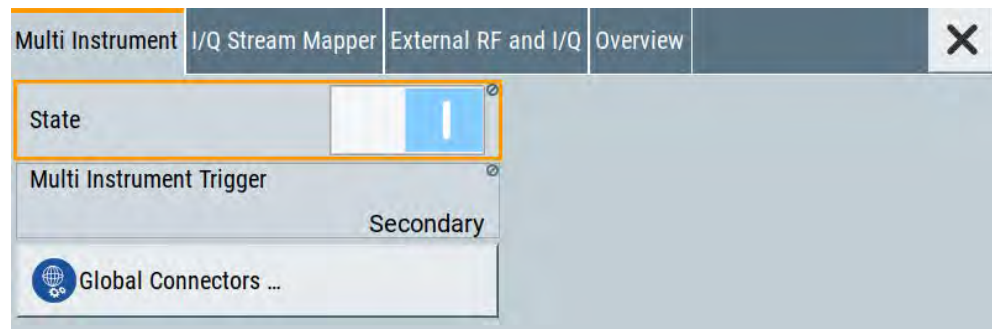 Multi Instrument I/Q Stream Mapper External RF and I/Q Overview
State
Multi Instrument Trigger
Secondary
Global Connectors ...